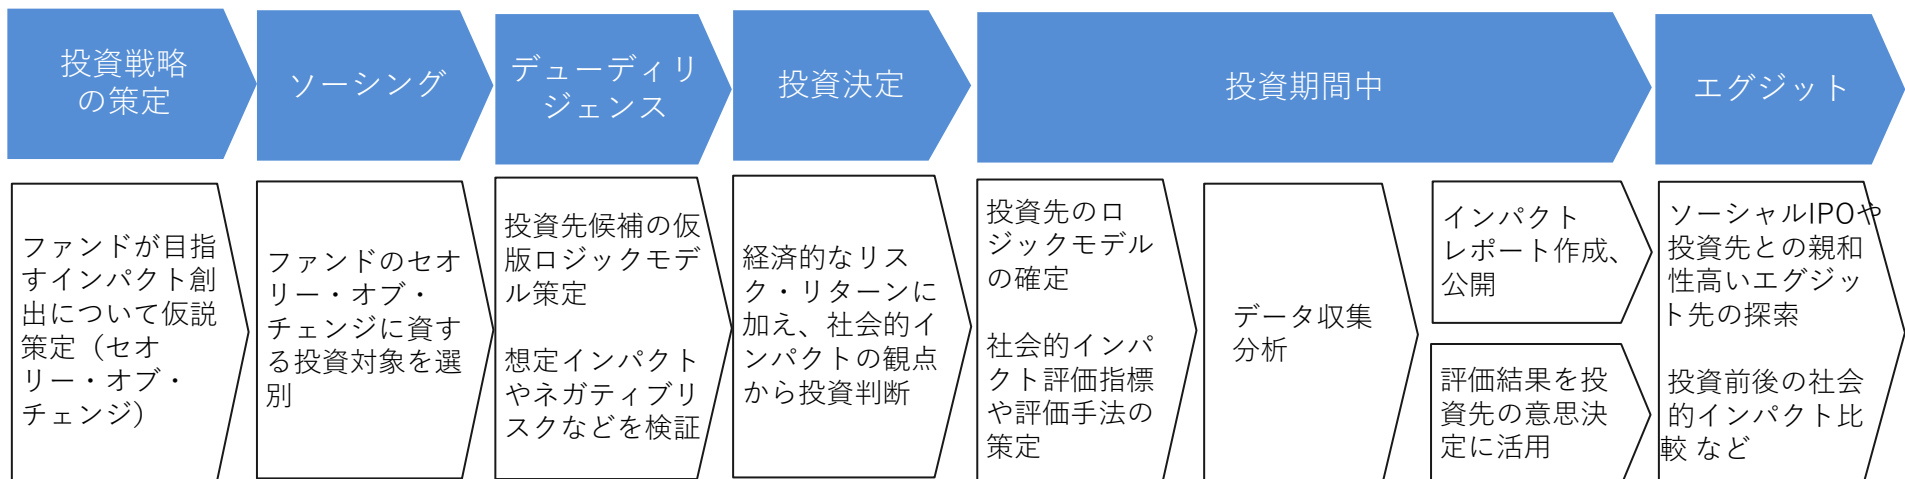 投資戦略
の策定
ソーシング
デューディリ
ジェンス
投資決定
投資期間中
エグジット
ファンドが目指
すインパクト創
出について仮説
策定（セオ
リー・オブ・
チェンジ）
ファンドのセオ
リー・オブ・
チェンジに資す
る投資対象を選
別
投資先候補の仮
版ロジックモデ
ル策定
想定インパクト
やネガティブリ
スクなどを検証
経済的なリス
ク・リターンに
加え、社会的イ
ンパクトの観点
から投資判断
投資先のロ
ジックモデル
の確定
社会的インパ
クト評価指標
や評価手法の
策定
データ収集
分析
インパクト
レポート作成、
公開
評価結果を投
資先の意思決
定に活用
ソーシャルIPOや
投資先との親和
性高いエグジッ
ト先の探索
投資前後の社会
的インパクト比
較 など